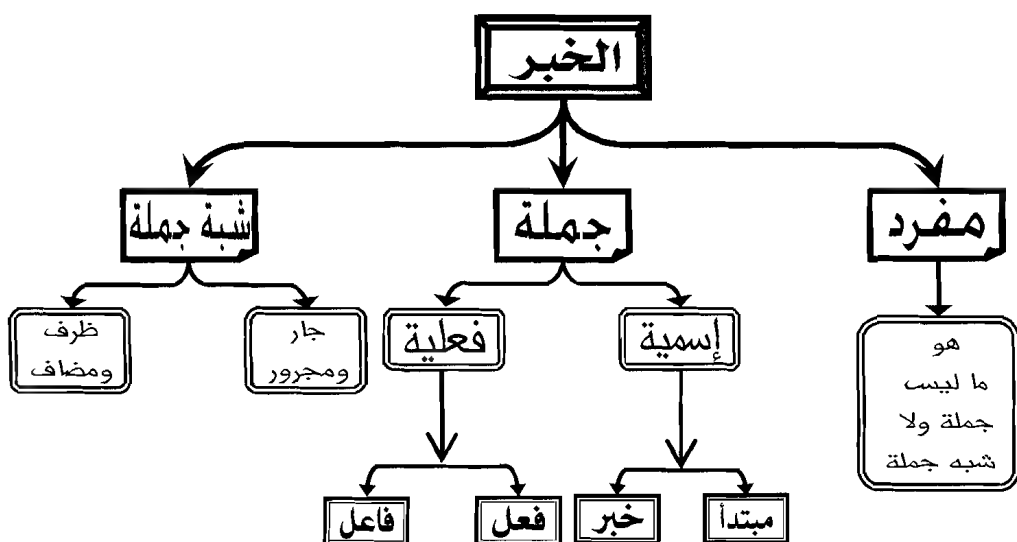 الخبر
مفرد
جملة
شبة جملة
هو
ما ليس
جملة ولا
شبه جملة
إسمية
فعلية
جار
ومجرور
ظرف
ومضاف
مبتدأ
خبر
فعل
فاعل